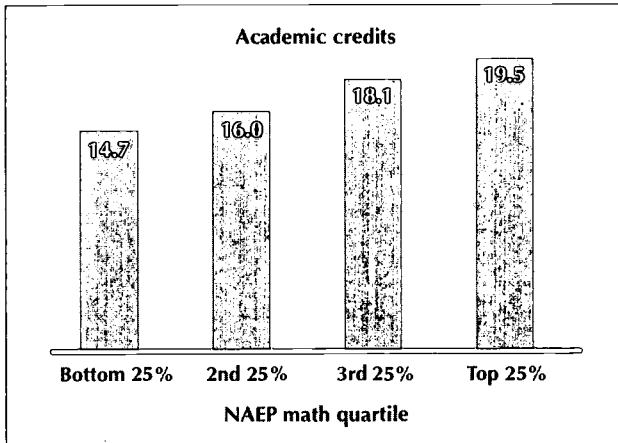 Academic credits
14.7 16.0 18.1 19.5
Bottom 25% 2nd 25% 3rd 25% Top 25%
NAEP math quartile